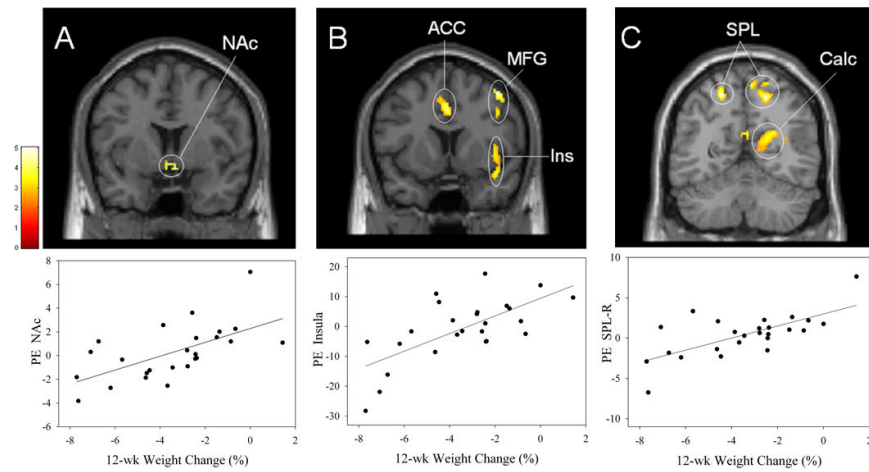 A
NAc
B
ACC
MFG
Ins
C
SPL
Calc
5
4
3
2
1
0
8
6
4
2
0
-2
-4
-6
PE NAc
-8 -6 -4 -2 0 2
12-wk Weight Change (%)
20
10
0
-10
-20
-30
PE Insula
-8 -6 -4 -2 0 2
12-wk Weight Change (%)
10
5
0
-5
-10
PE SPL-R
-8 -6 -4 -2 0 2
12-wk Weight Change (%)